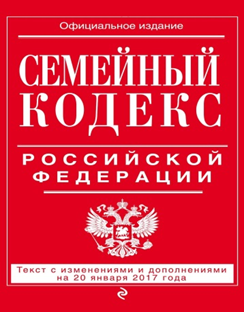 Официальное издание
СЕМЕЙНЫЙ
КОДЕКС
РОССИЙСКОЙ
ФЕДЕРАЦИИ
Текст с изменениями и дополнениями
на 20 января 2017 года